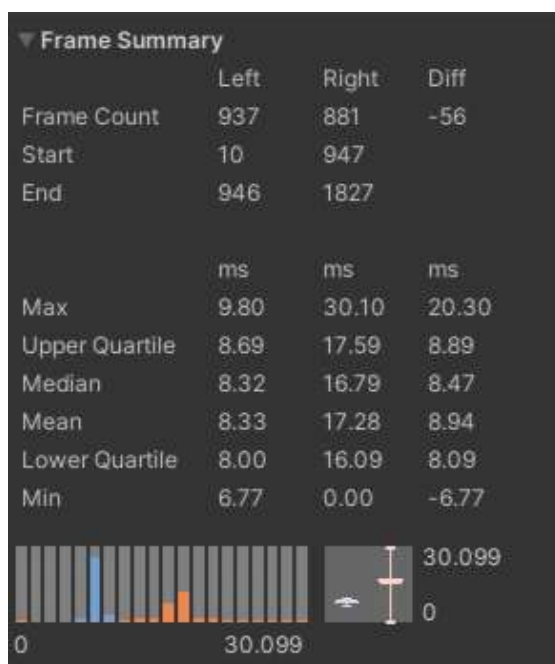 Frame Summary
Left Right Diff
Frame Count 937 881 -56
Start 10 947
End 946 1827
ms ms ms
Max 9.80 30.10 20.30
Upper Quartile 8.69 17.59 8.89
Median 8.32 16.79 8.47
Mean 8.33 17.28 8.94
Lower Quartile 8.00 16.09 8.09
Min 6.77 0.00 -6.77
30.099
0
0 30.099